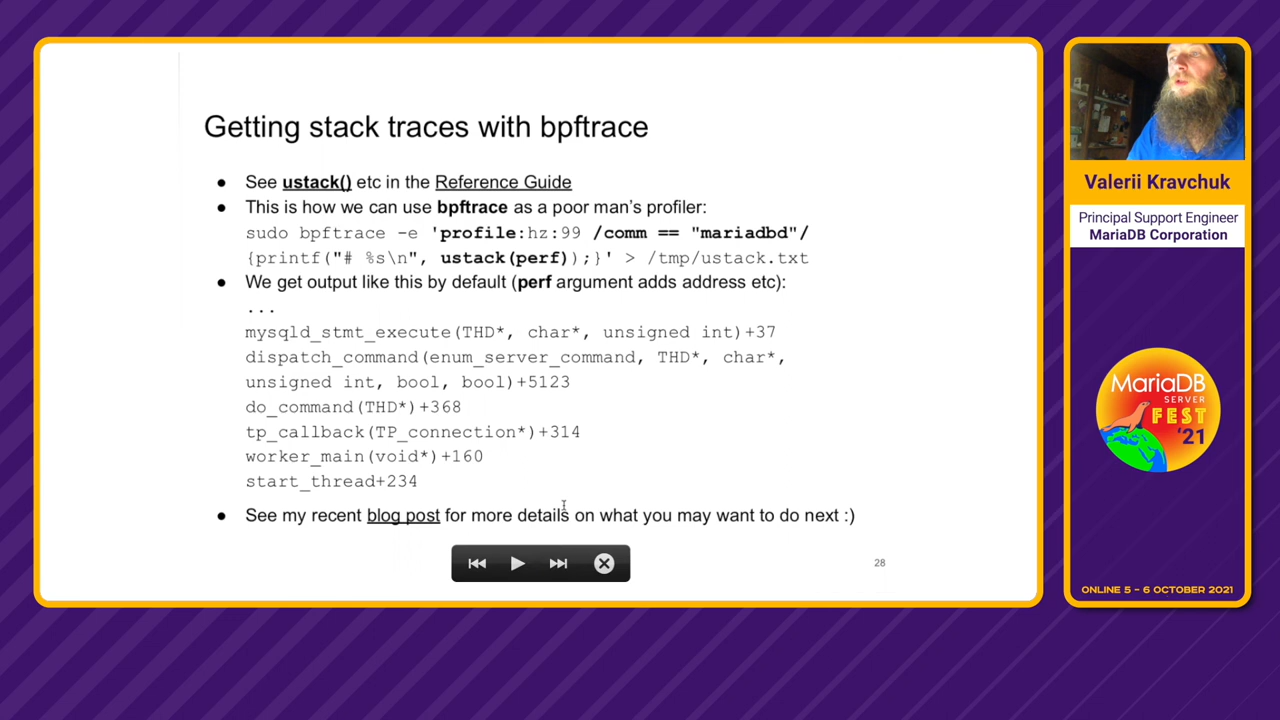 Getting stack traces with bpftrace
● See ustack() etc in the Reference Guide
● This is how we can use bpftrace as a poor man's profiler:
sudo bpftrace -e 'profile:hz:99 /comm == "mariadbd"/
{printf("# %s\n", ustack(perf));}' > /tmp/ustack.txt
● We get output like this by default (perf argument adds address etc):
...
mysqld_stmt_execute(THD*, char*, unsigned int)+37
dispatch_command(enum_server_command, THD*, char*,
unsigned int, bool, bool)+5123
do_command(THD*)+368
tp_callback(TP_connection*)+314
worker_main(void*)+160
start_thread+234
● See my recent blog post for more details on what you may want to do next :)
28
Valerii Kravchuk
Principal Support Engineer
MariaDB Corporation
MariaDB
SERVER
FEST
'21
ONLINE 5 – 6 OCTOBER 2021